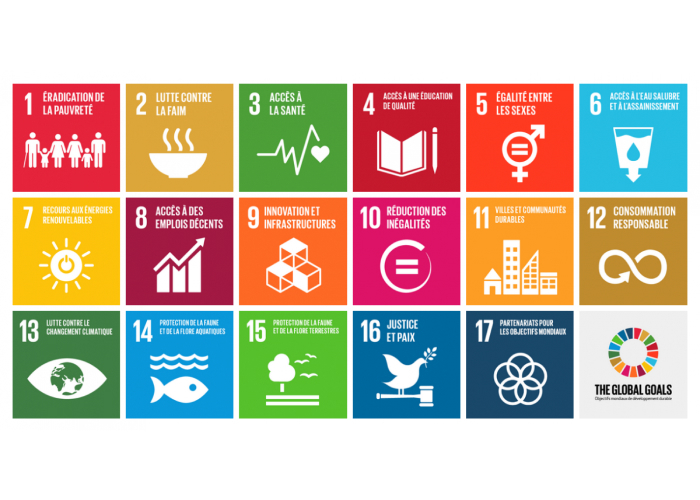 1 ÉRADICATION DE
LA PAUVRETÉ
2 LUTTE CONTRE
LA FAIM
3 ACCÈS À
LA SANTÉ
4 ACCÈS À UNE ÉDUCATION
DE QUALITÉ
5 ÉGALITÉ ENTRE
LES SEXES
6 ACCÈS À L'EAU SALUBRE
ET À L'ASSAINISSEMENT
7 RECOURS AUX ÉNERGIES
RENOUVELABLES
8 ACCÈS À DES
EMPLOIS DÉCENTS
9 INNOVATION ET
INFRASTRUCTURES
10 RÉDUCTION DES
INÉGALITÉS
11 VILLES ET COMMUNAUTÉS
DURABLES
12 CONSOMMATION
RESPONSABLE
13 LUTTE CONTRE LE
CHANGEMENT CLIMATIQUE
14 PROTECTION DE LA FAUNE
ET DE LA FLORE AQUATIQUES
15 PROTECTION DE LA FAUNE
ET DE LA FLORE TERRESTRES
16 JUSTICE
ET PAIX
17 PARTENARIATS POUR
LES OBJECTIFS MONDIAUX
THE GLOBAL GOALS
Objectifs mondiaux de développement durable